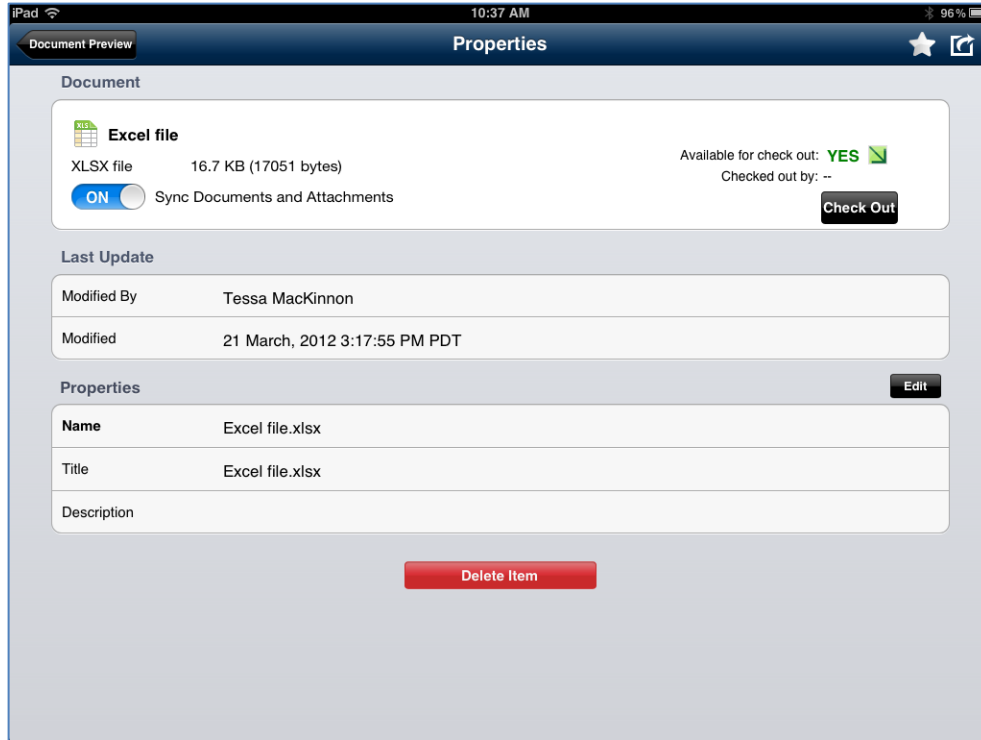 iPad 10:37 AM 96%
Document Preview Properties
Document
XLS
Excel file
XLSX file 16.7 KB (17051 bytes)
Available for check out: YES
Checked out by: --
ON Sync Documents and Attachments
Check Out
Last Update
Modified By Tessa MacKinnon
Modified 21 March, 2012 3:17:55 PM PDT
Properties Edit
Name Excel file.xlsx
Title Excel file.xlsx
Description
Delete Item